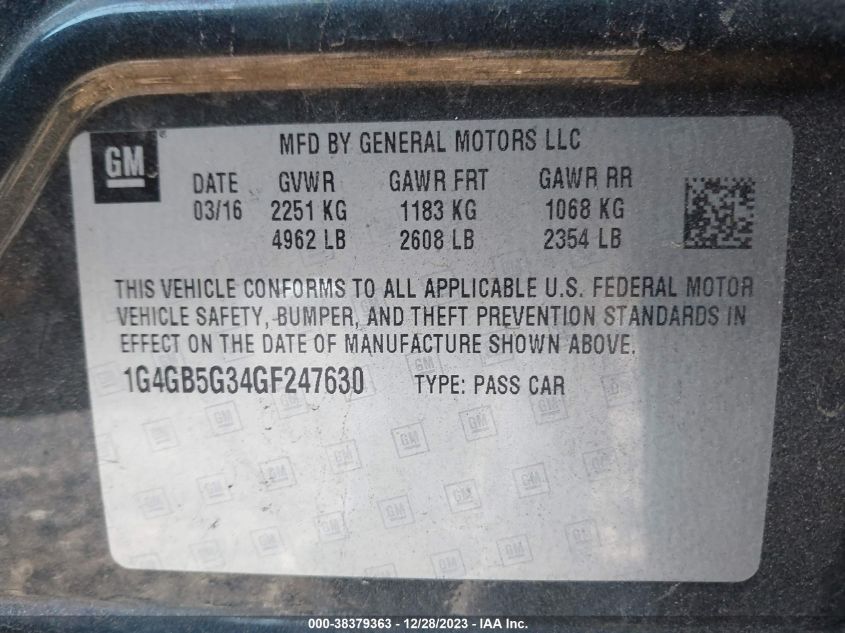 GM®
MFD BY GENERAL MOTORS LLC
DATE GVWR GAWR FRT GAWR RR
03/16 2251 KG 1183 KG 1068 KG
4962 LB 2608 LB 2354 LB
THIS VEHICLE CONFORMS TO ALL APPLICABLE U.S. FEDERAL MOTOR
VEHICLE SAFETY, BUMPER, AND THEFT PREVENTION STANDARDS IN
EFFECT ON THE DATE OF MANUFACTURE SHOWN ABOVE.
1G4GB5G34GF247630 TYPE: PASS CAR
000-38379363 - 12/28/2023 - IAA Inc.